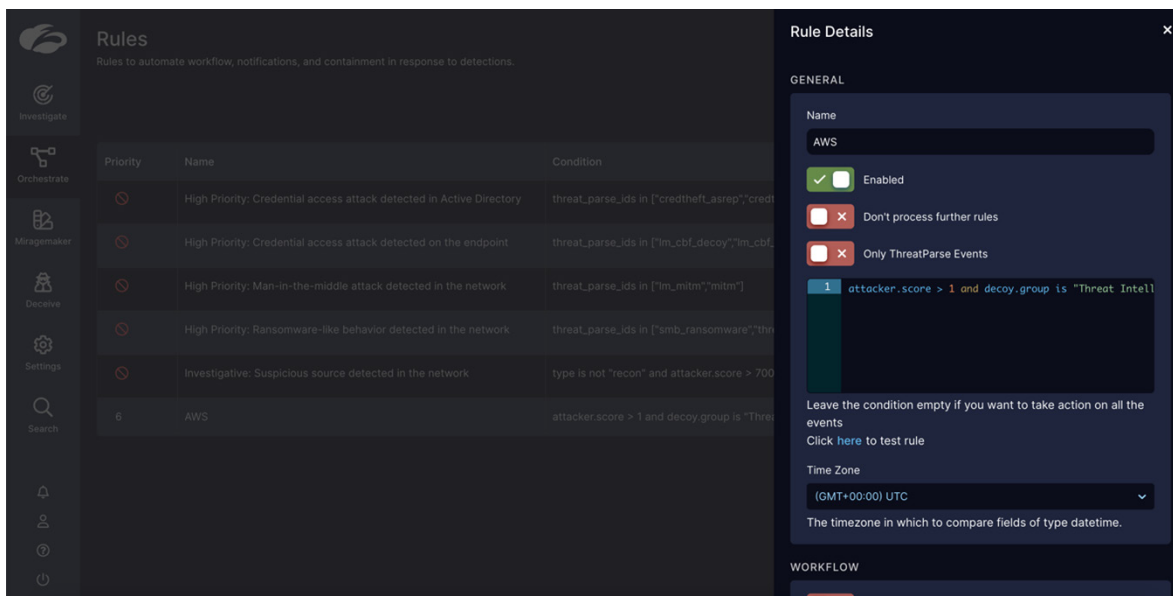 Rules
Rules to automate workflow, notifications, and containment in response to detections.
Investigate
Orchestrate
Miragemaker
Deceive
Settings
Search
Priority Name Condition
High Priority: Credential access attack detected in Active Directory threat_parse_ids in ["credtheft_asrep","credt
High Priority: Credential access attack detected on the endpoint threat_parse_ids in ["lm_cbf_decoy","lm_cbf_
High Priority: Man-in-the-middle attack detected in the network threat_parse_ids in ["lm_mitm","mitm"]
High Priority: Ransomware-like behavior detected in the network threat_parse_ids in ["smb_ransomware","thr
Investigative: Suspicious source detected in the network type is not "recon" and attacker.score > 700
6 AWS attacker.score > 1 and decoy.group is "Threa
Rule Details
GENERAL
Name
AWS
Enabled
Don't process further rules
Only ThreatParse Events
1 attacker.score > 1 and decoy.group is "Threat Intell
Leave the condition empty if you want to take action on all the
events
Click here to test rule
Time Zone
(GMT+00:00) UTC
The timezone in which to compare fields of type datetime.
WORKFLOW